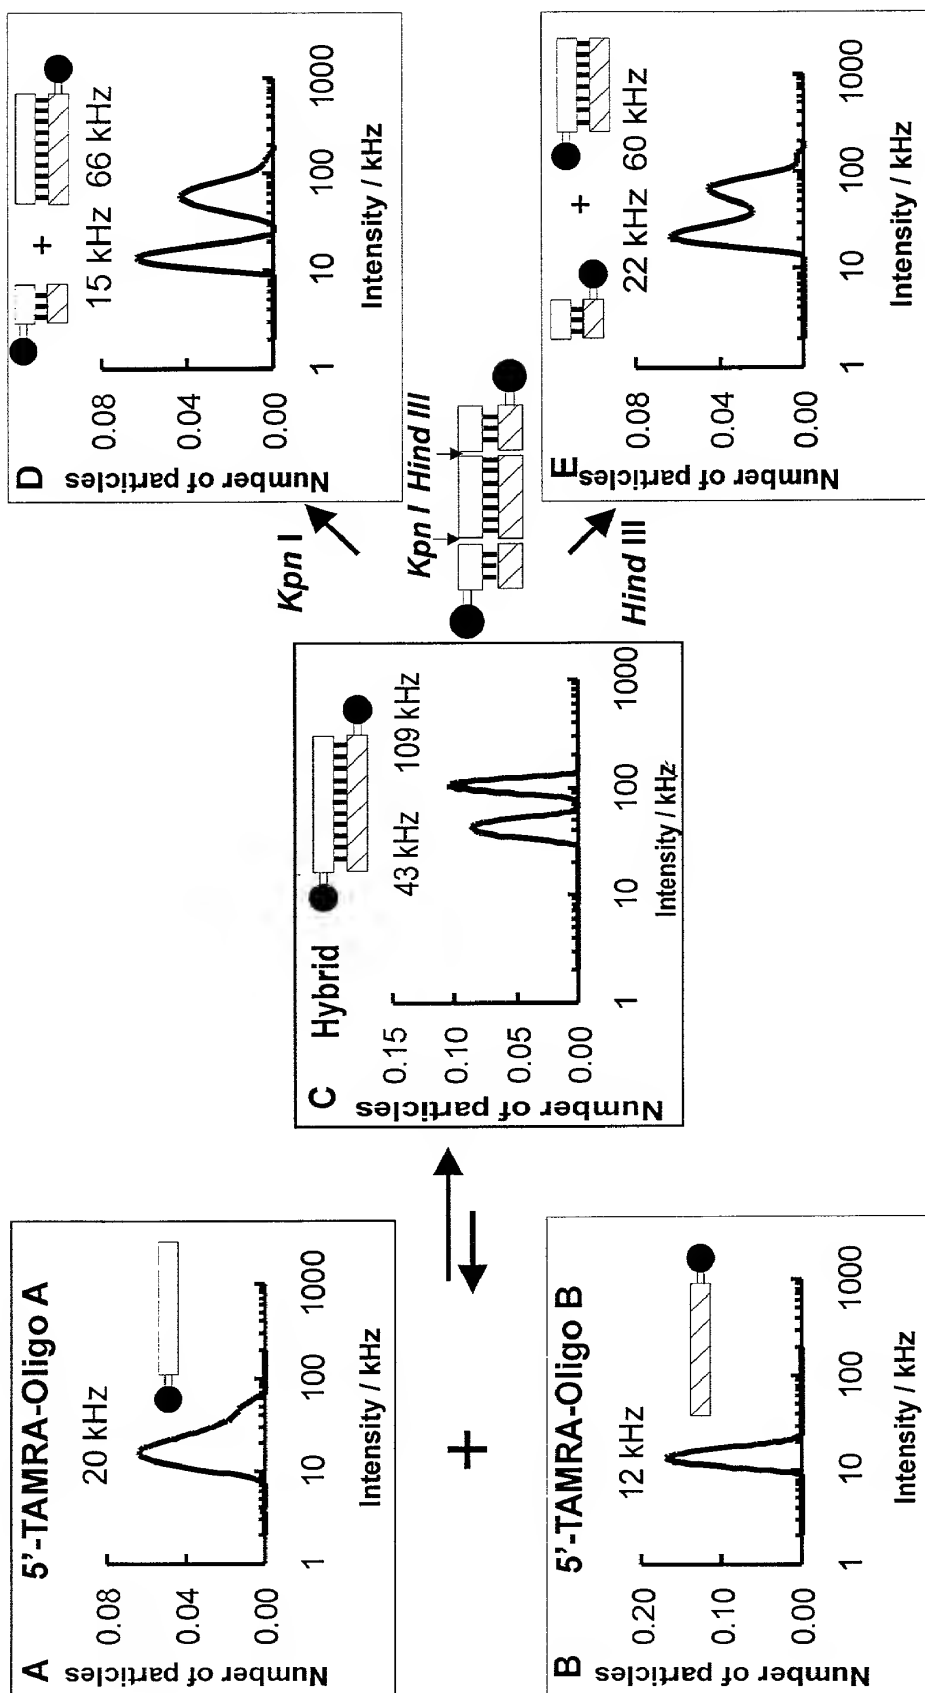 A 5'-TAMRA-Oligo A
20 kHz
Number of particles
0.08
0.04
0.00
1 10 100 1000
Intensity / kHz
+
B 5'-TAMRA-Oligo B
12 kHz
Number of particles
0.20
0.10
0.00
1 10 100 1000
Intensity / kHz
C Hybrid
43 kHz 109 kHz
Number of particles
0.15
0.10
0.05
0.00
1 10 100 1000
Intensity / kHz
Kpn I
Kpn I Hind III
Hind III
D
+
15 kHz 66 kHz
Number of particles
0.08
0.04
0.00
1 10 100 1000
Intensity / kHz
E
+
22 kHz 60 kHz
Number of particles
0.08
0.04
0.00
1 10 100 1000
Intensity / kHz